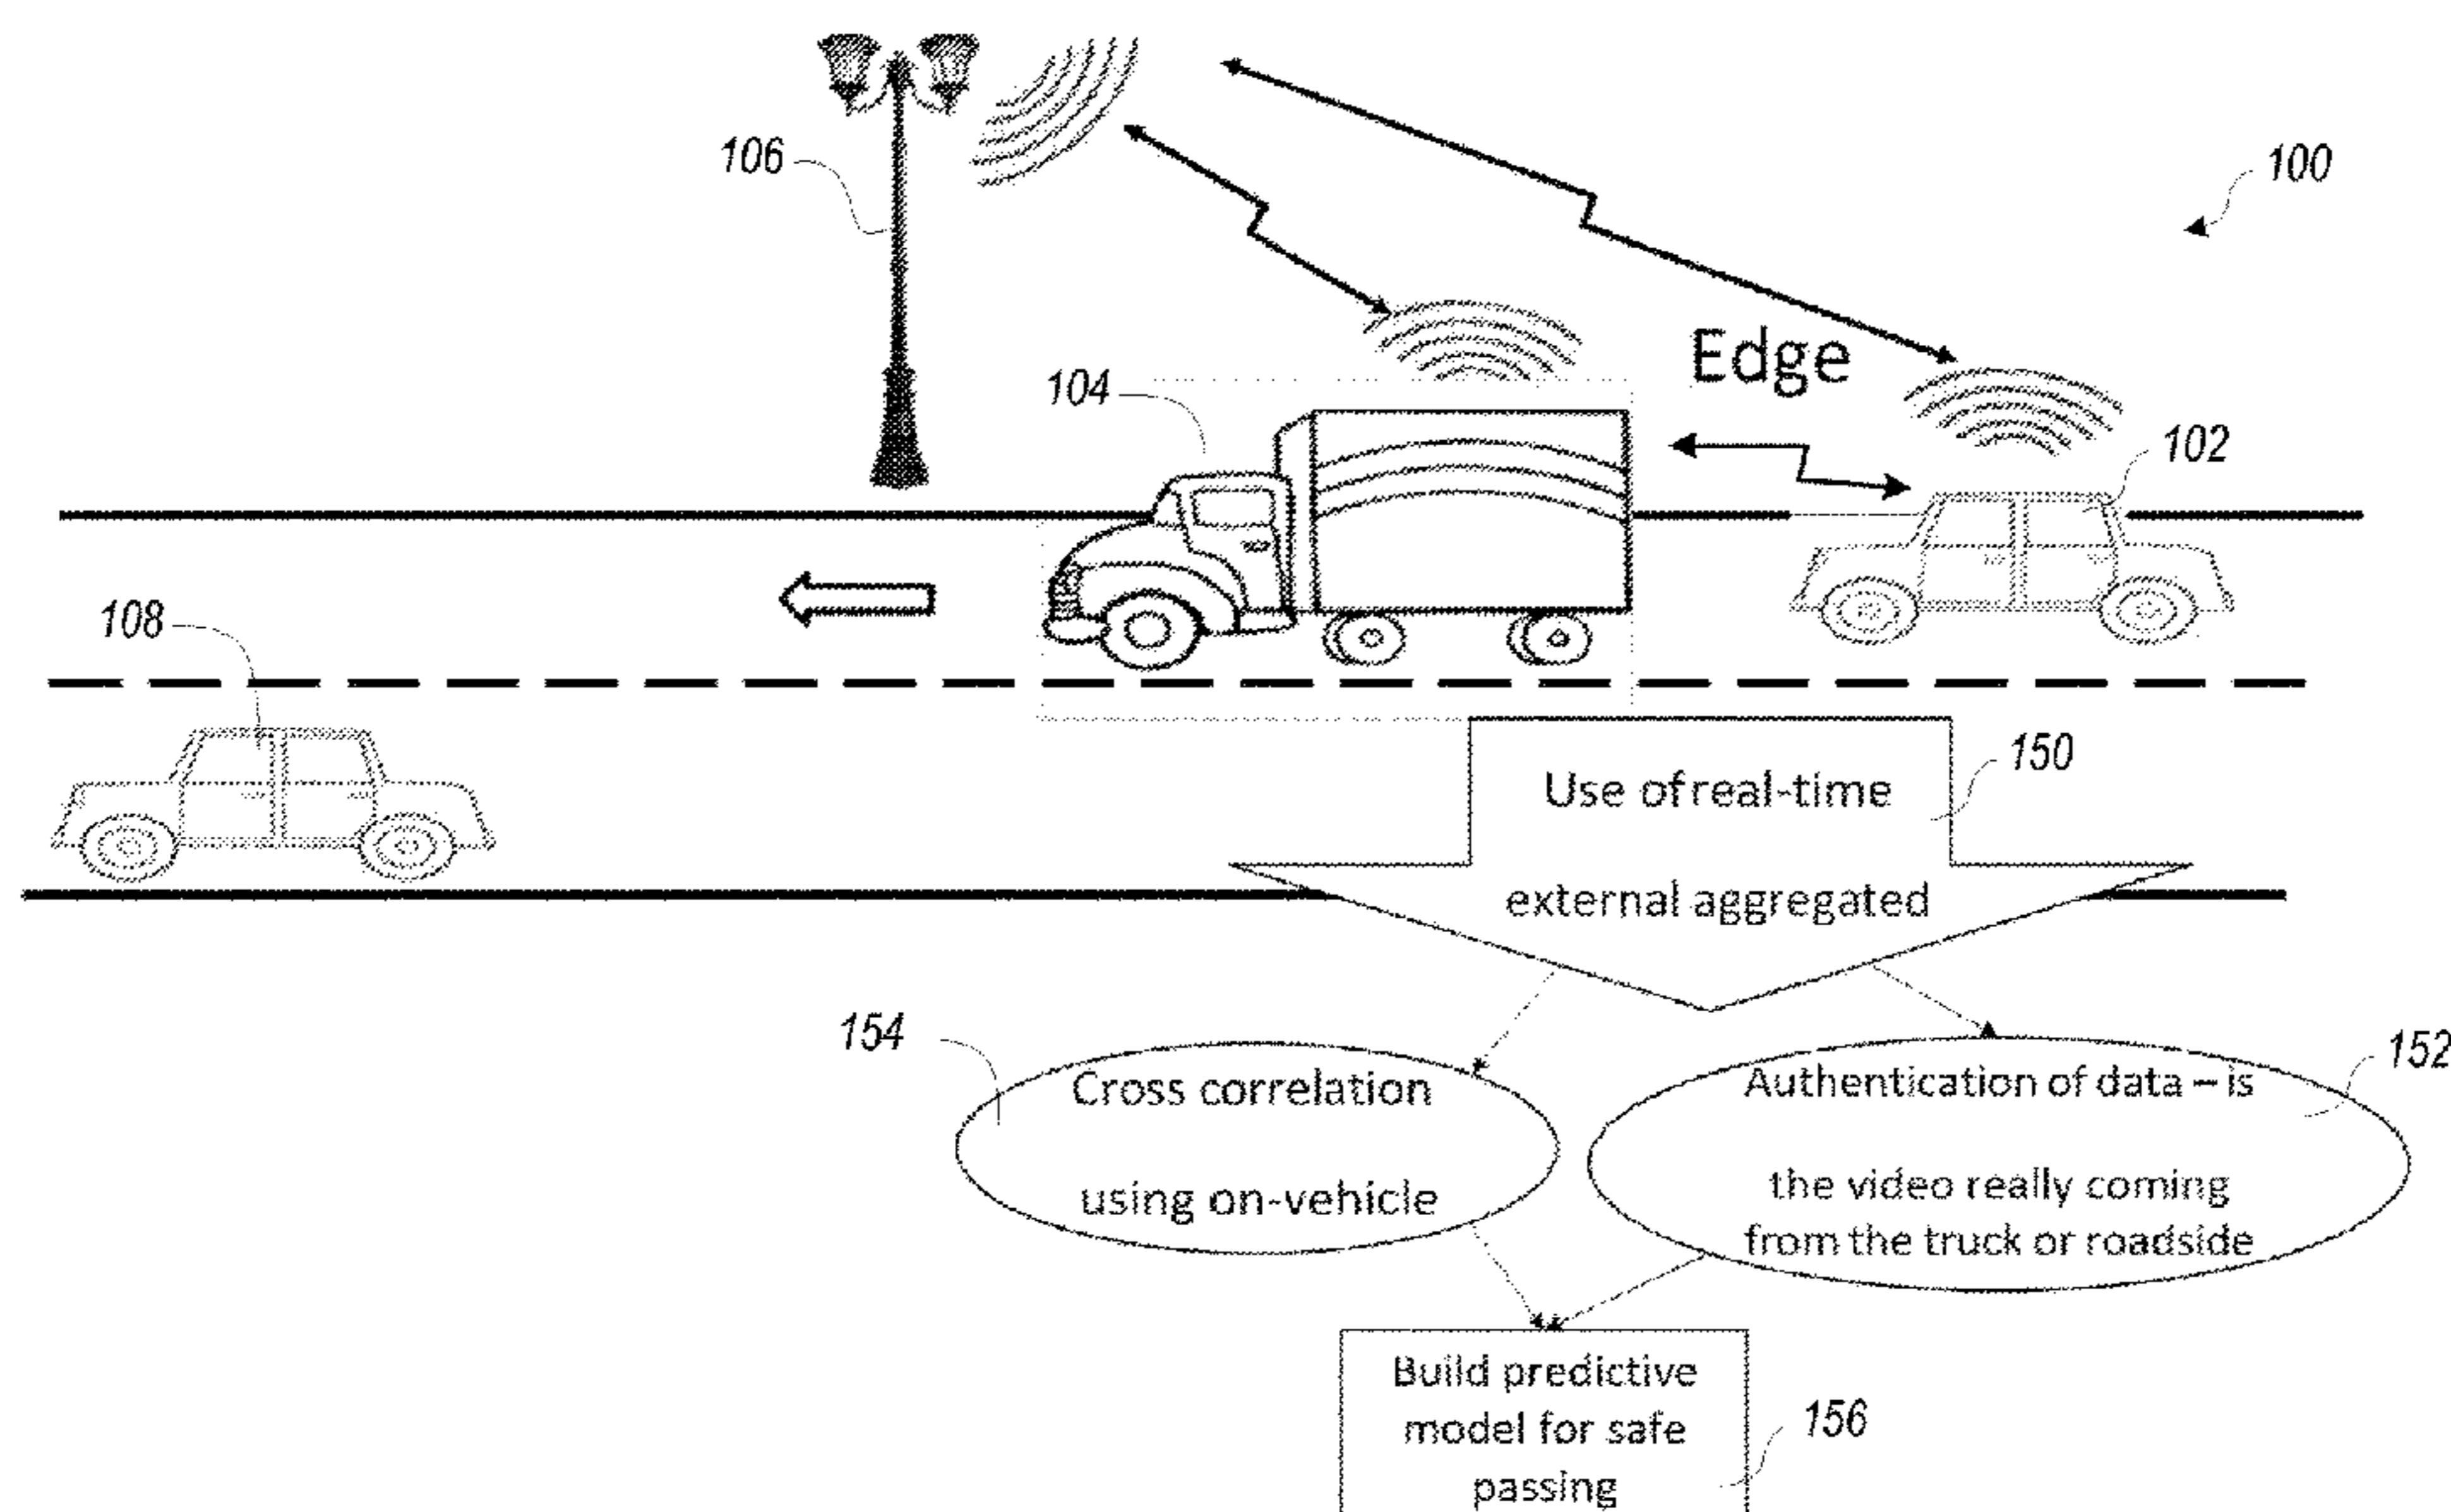 106
100
Edge
104
102
108
150
Use of real-time
external aggregated
154
152
Cross correlation
using on-vehicle
Authentication of data – is
the video really coming
from the truck or roadside
Build predictive
model for safe
passing
156